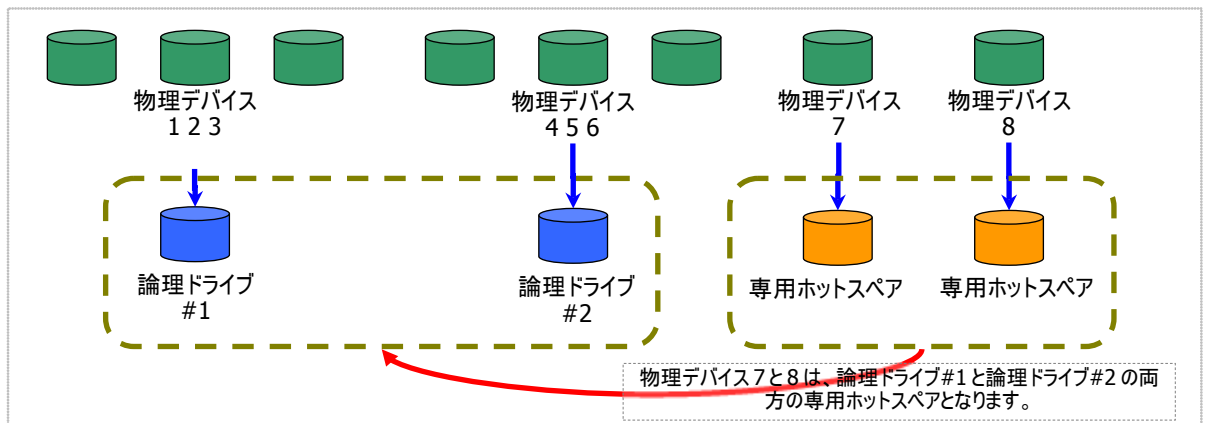 物理デバイス
1 2 3
物理デバイス
4 5 6
物理デバイス
7
物理デバイス
8
論理ドライブ
#1
論理ドライブ
#2
専用ホットスペア
専用ホットスペア
物理デバイス7と8は、論理ドライブ#1と論理ドライブ#2の両
方の専用ホットスペアとなります。